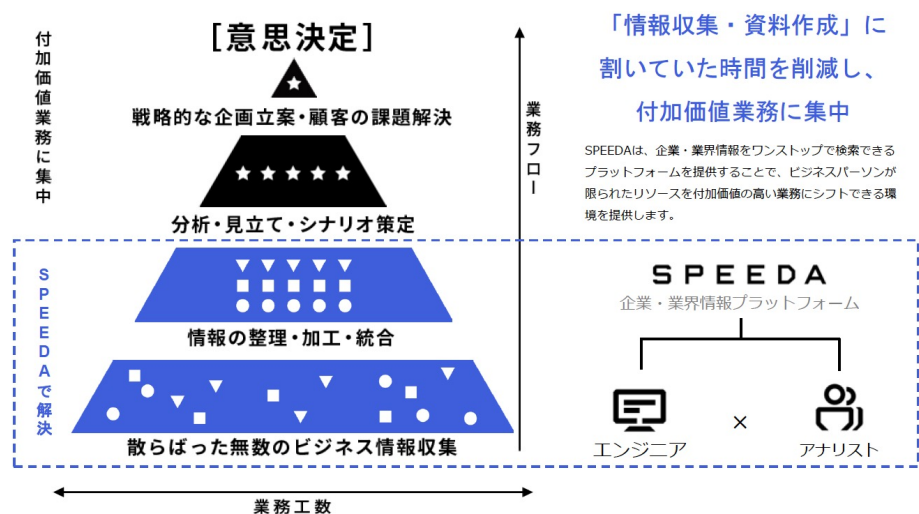 付加価値業務に集中
[意思決定]
戦略的な企画立案・顧客の課題解決
分析・見立て・シナリオ策定
業務フロー
「情報収集・資料作成」に
割いていた時間を削減し、
付加価値業務に集中
SPEEDAは、企業・業界情報をワンストップで検索できる
プラットフォームを提供することで、ビジネスパーソンが
限られたリソースを付加価値の高い業務にシフトできる環
境を提供します。
SPEEDAで解決
情報の整理・加工・統合
散らばった無数のビジネス情報収集
SPEEDA
企業・業界情報プラットフォーム
エンジニア
×
アナリスト
業務工数